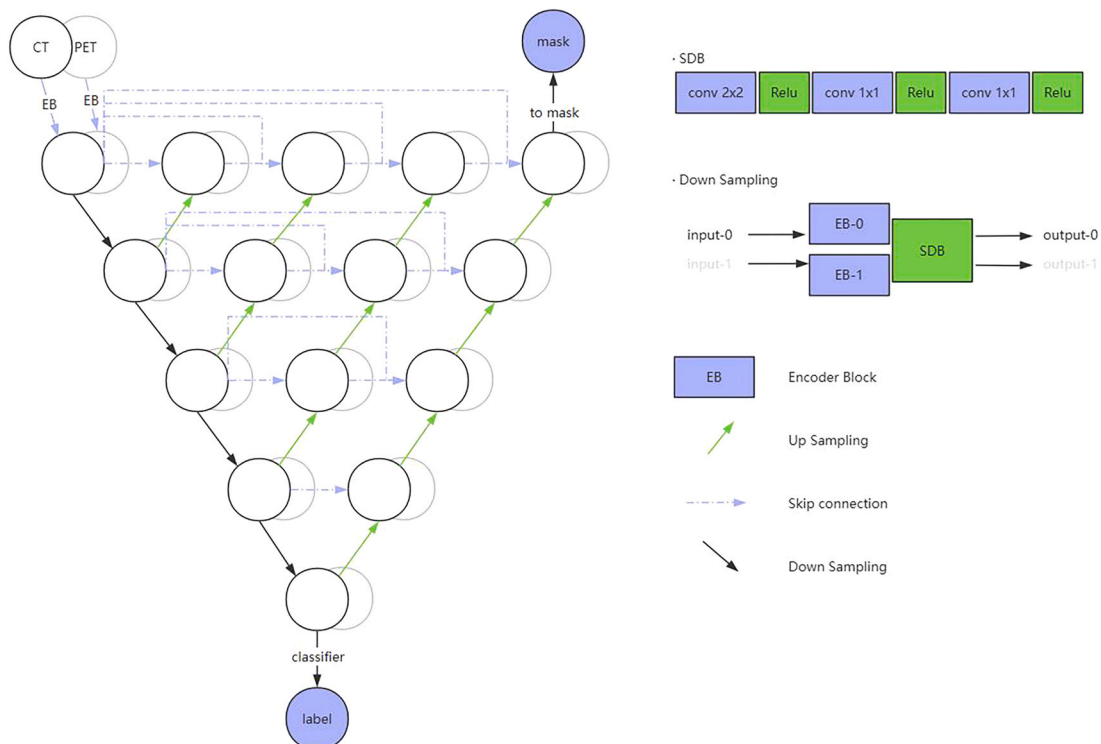 CT PET
EB EB
mask
to mask
classifier
label
· SDB
conv 2x2 Relu conv 1x1 Relu conv 1x1 Relu
· Down Sampling
input-0 EB-0 SDB output-0
input-1 EB-1 output-1
EB Encoder Block
Up Sampling
Skip connection
Down Sampling